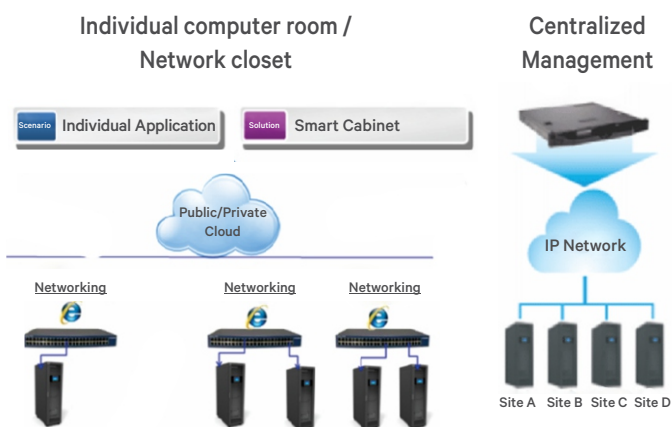 Individual computer room /
Network closet
Scenario
Individual Application
Solution
Smart Cabinet
Public/Private
Cloud
Networking
Networking
Networking
Centralized
Management
IP Network
Site A
Site B
Site C
Site D